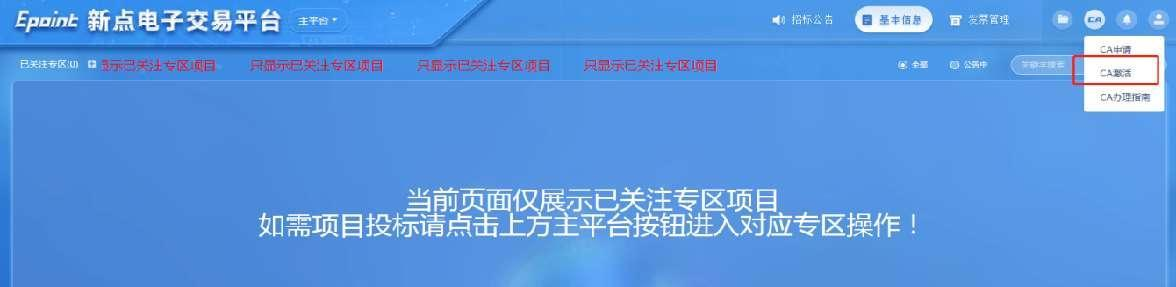 Epoint 新点电子交易平台 主平台 招标公告 基本信息 发票管理 CA
CA申请
已关注专区(0) 显示已关注专区项目 只显示已关注专区项目 只显示已关注专区项目 只显示已关注专区项目 全部 公告中 关键字搜索
CA激活
CA办理指南
当前页面仅展示已关注专区项目
如需项目投标请点击上方主平台按钮进入对应专区操作！